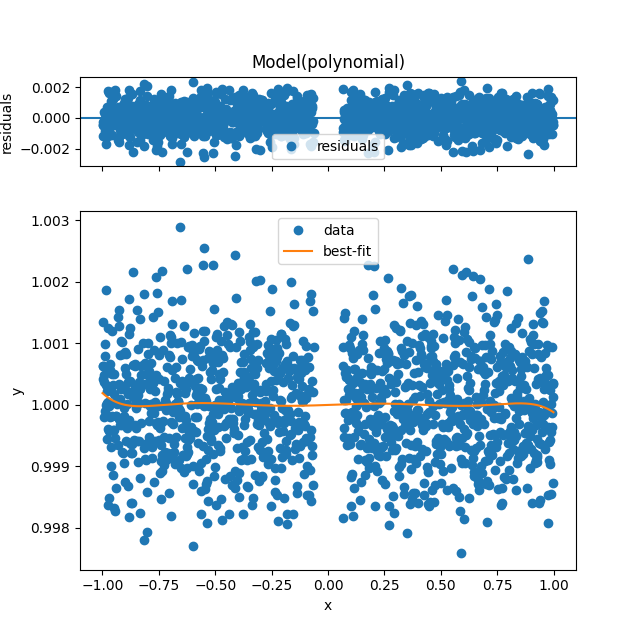 Model(polynomial)
residuals
0.002
0.000
−0.002
residuals
y
1.003
1.002
1.001
1.000
0.999
0.998
data
best-fit
−1.00 −0.75 −0.50 −0.25 0.00 0.25 0.50 0.75 1.00
x